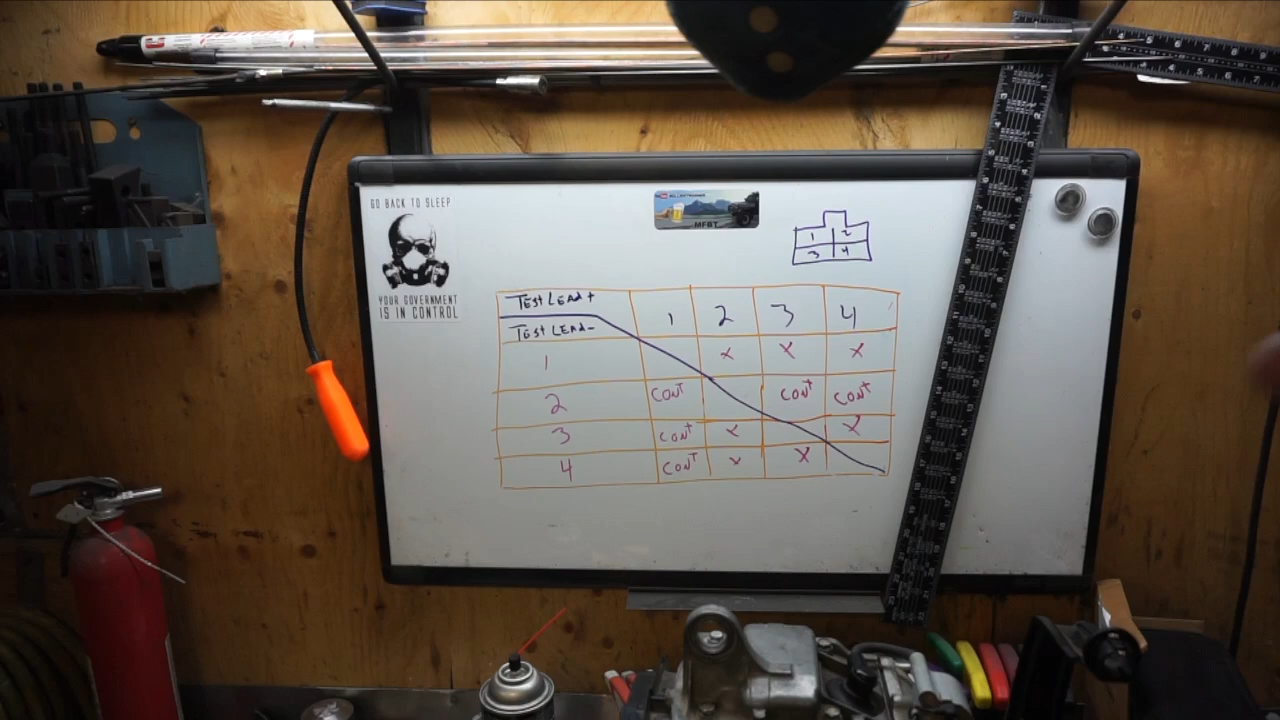 GO BACK TO SLEEP
YOUR GOVERNMENT
IS IN CONTROL
MFBT
1 2
3 4
TEST LEAD + 1 2 3 4
TEST LEAD -
1 X X X
2 CONT CONT CONT
3 CONT X X
4 CONT X X